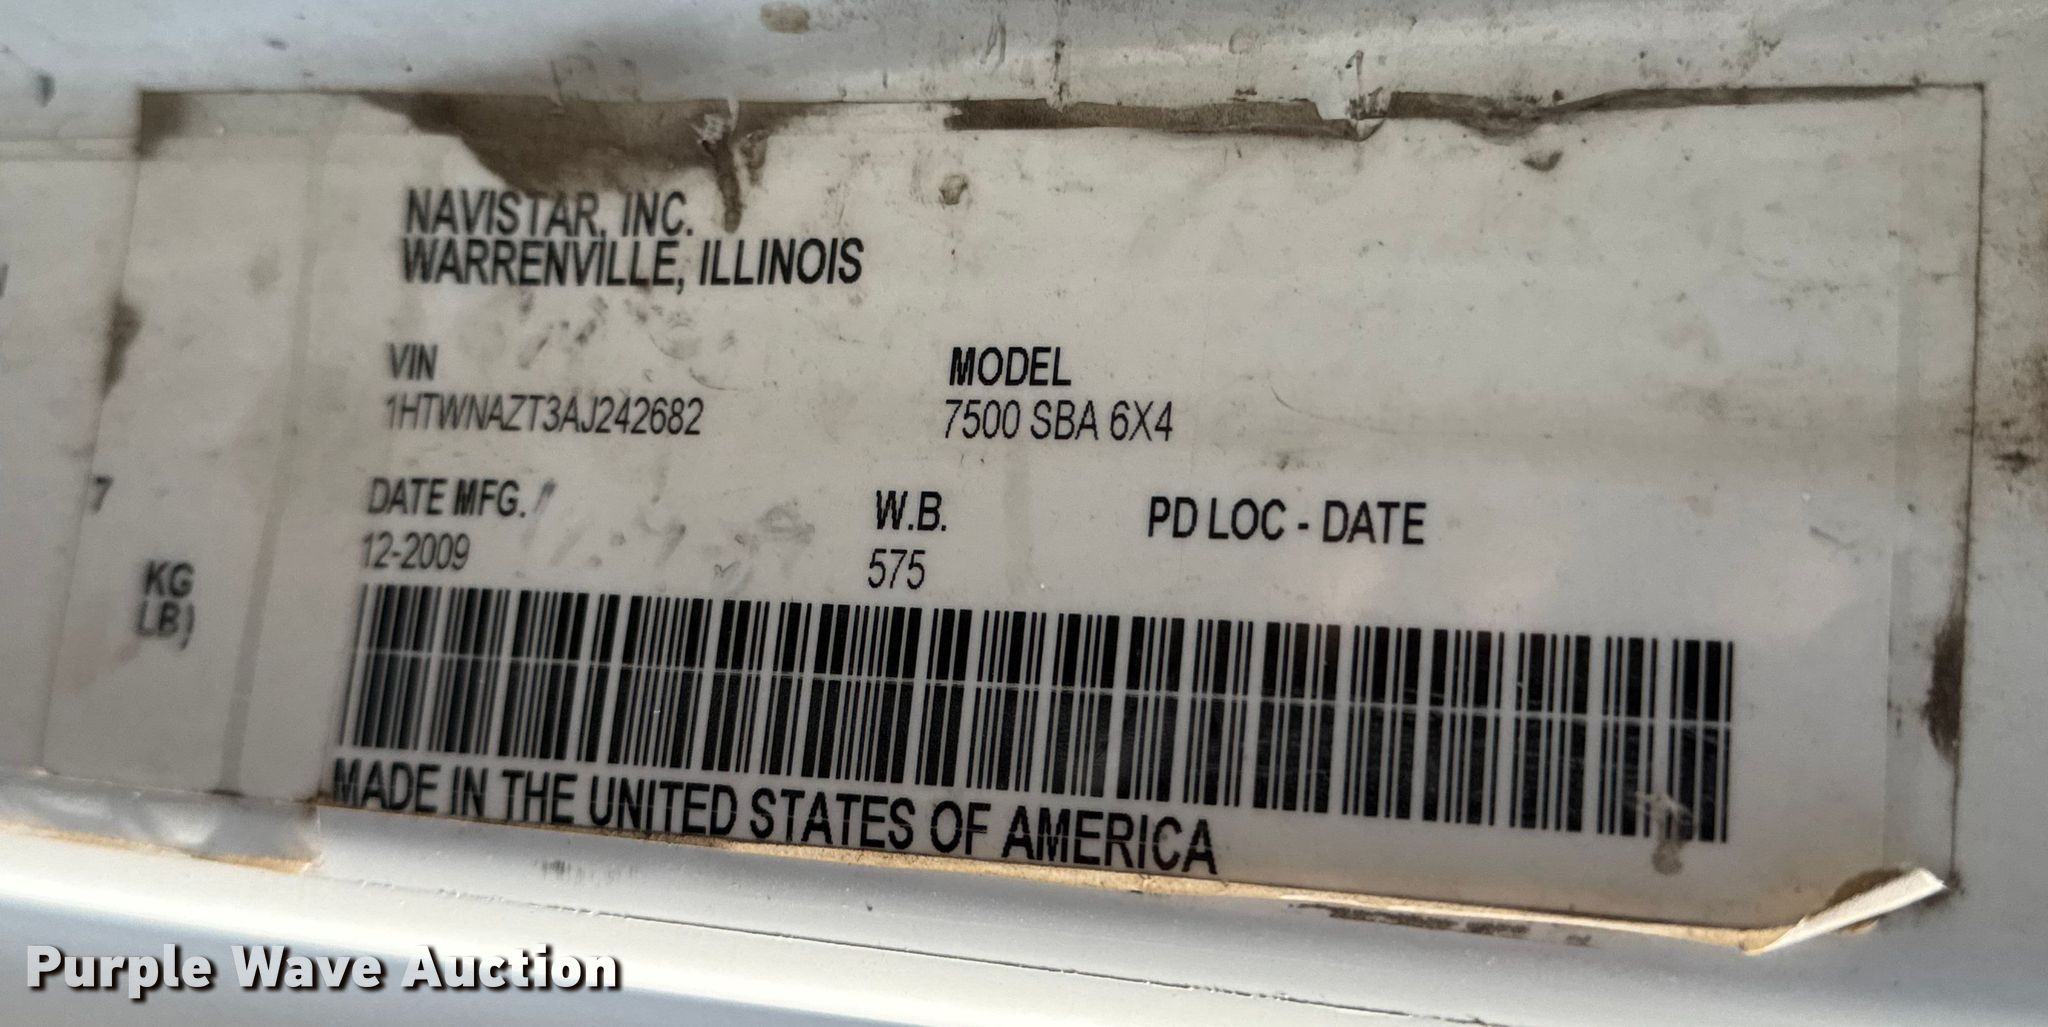 NAVISTAR, INC.
WARRENVILLE, ILLINOIS
VIN
1HTWNAZT3AJ242682
MODEL
7500 SBA 6X4
DATE MFG.
12-2009
W.B.
575
PD LOC - DATE
7
KG
LB)
MADE IN THE UNITED STATES OF AMERICA
Purple Wave Auction